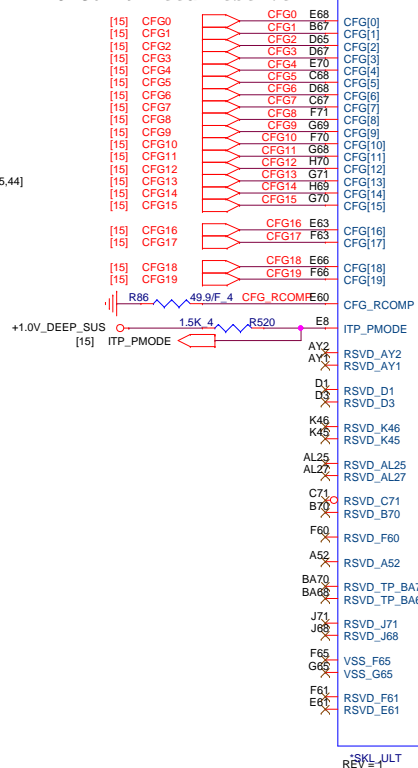 [15] CFG0 CFG0 E68 CFG[0]
[15] CFG1 CFG1 B67 CFG[1]
[15] CFG2 CFG2 D65 CFG[2]
[15] CFG3 CFG3 D67 CFG[3]
[15] CFG4 CFG4 E70 CFG[4]
[15] CFG5 CFG5 C68 CFG[5]
[15] CFG6 CFG6 D68 CFG[6]
[15] CFG7 CFG7 C67 CFG[7]
[15] CFG8 CFG8 F71 CFG[8]
[15] CFG9 CFG9 G69 CFG[9]
[15] CFG10 CFG10 F70 CFG[10]
[15] CFG11 CFG11 G68 CFG[11]
[15] CFG12 CFG12 H70 CFG[12]
5,44] [15] CFG13 CFG13 G71 CFG[13]
[15] CFG14 CFG14 H69 CFG[14]
[15] CFG15 CFG15 G70 CFG[15]
[15] CFG16 CFG16 E63 CFG[16]
[15] CFG17 CFG17 F63 CFG[17]
[15] CFG18 CFG18 E66 CFG[18]
[15] CFG19 CFG19 F66 CFG[19]
R86 49.9/F_4 CFG_RCOMP E60 CFG_RCOMP
+1.0V_DEEP_SUS 1.5K_4 R520 E8 ITP_PMODE
[15] ITP_PMODE
AY2 RSVD_AY2
AY1 RSVD_AY1
D1 RSVD_D1
D3 RSVD_D3
K46 RSVD_K46
K45 RSVD_K45
AL25 RSVD_AL25
AL27 RSVD_AL27
C71 RSVD_C71
B70 RSVD_B70
F60 RSVD_F60
A52 RSVD_A52
BA70 RSVD_TP_BA7
BA68 RSVD_TP_BA6
J71 RSVD_J71
J68 RSVD_J68
F65 VSS_F65
G65 VSS_G65
F61 RSVD_F61
E61 RSVD_E61
*SKL_ULT
REV = 1